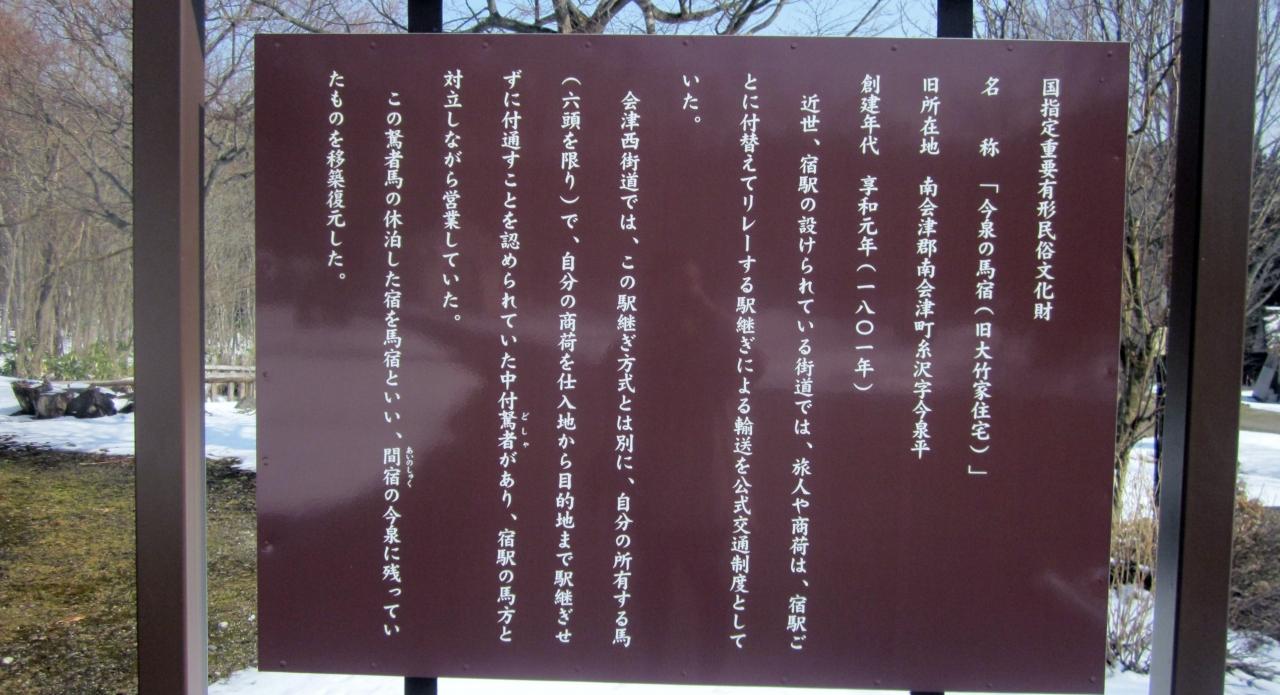 国指定重要有形民俗文化財
名　称　「今泉の馬宿(旧大竹家住宅)」
旧所在地　南会津郡南会津町糸沢字今泉平
創建年代　享和元年(一八〇一年)
近世、宿駅の設けられている街道では、旅人や商荷は、宿駅ご
とに付替えてリレーする駅継ぎによる輸送を公式交通制度として
いた。
会津西街道では、この駅継ぎ方式とは別に、自分の所有する馬
(六頭を限り)で、自分の商荷を仕入地から目的地まで駅継ぎせ
ずに付通すことを認められていた中付駑者があり、宿駅の馬方と
どしゃ
対立しながら営業していた。
この駑者馬の休泊した宿を馬宿といい、間宿の今泉に残ってい
あいのしゅく
たものを移築復元した。